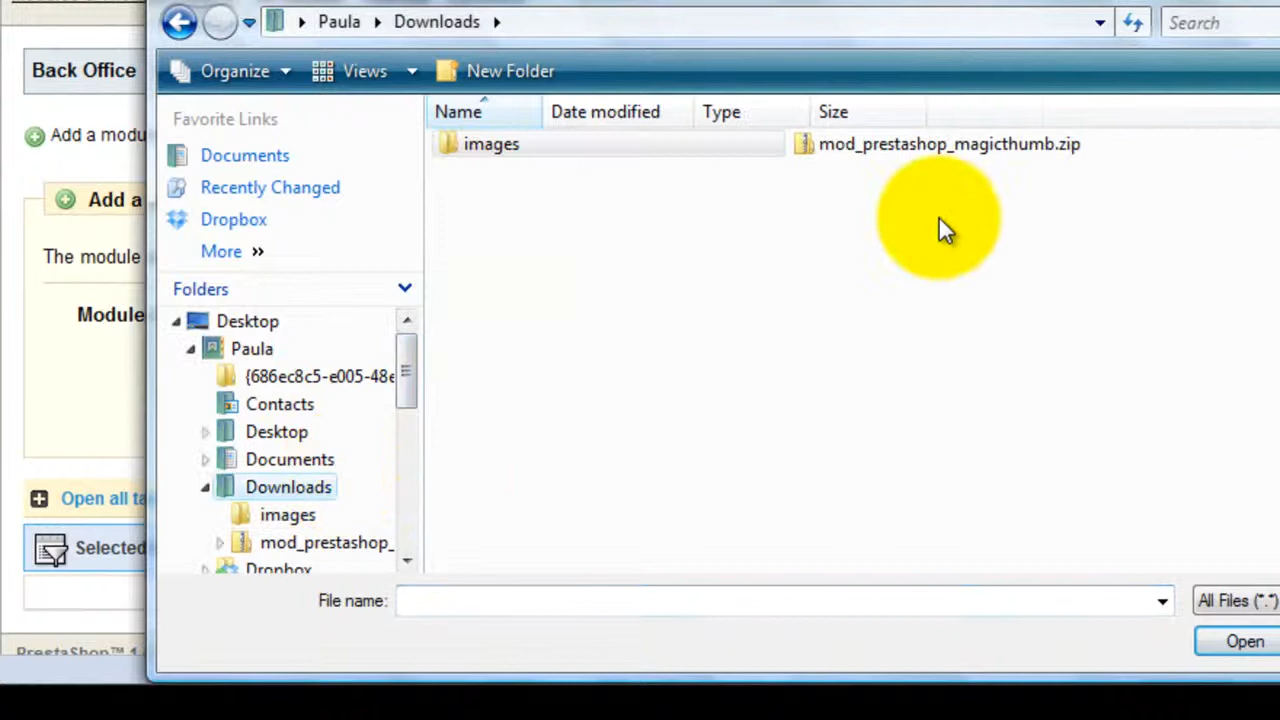 Paula Downloads Search
Back Office
Organize Views New Folder
Favorite Links
Name Date modified Type Size
Add a modu
images mod_prestashop_magicthumb.zip
Documents
Recently Changed
Add a
Dropbox
More
The module
Folders
Module
Desktop
Paula
{686ec8c5-e005-48e
Contacts
Desktop
Documents
Downloads
Open all ta
images
mod_prestashop_
Selected
Dropbox
File name: All Files (*.*)
Open
PrestaShop™ 1